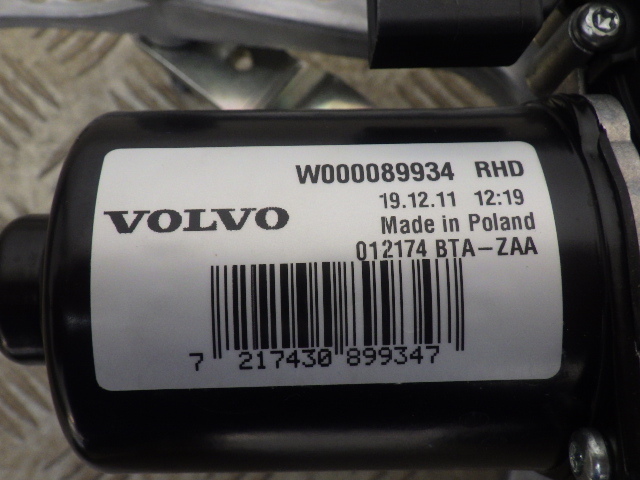 W000089934 RHD
VOLVO
19.12.11 12:19
Made in Poland
012174 BTA-ZAA
7 217430 899347